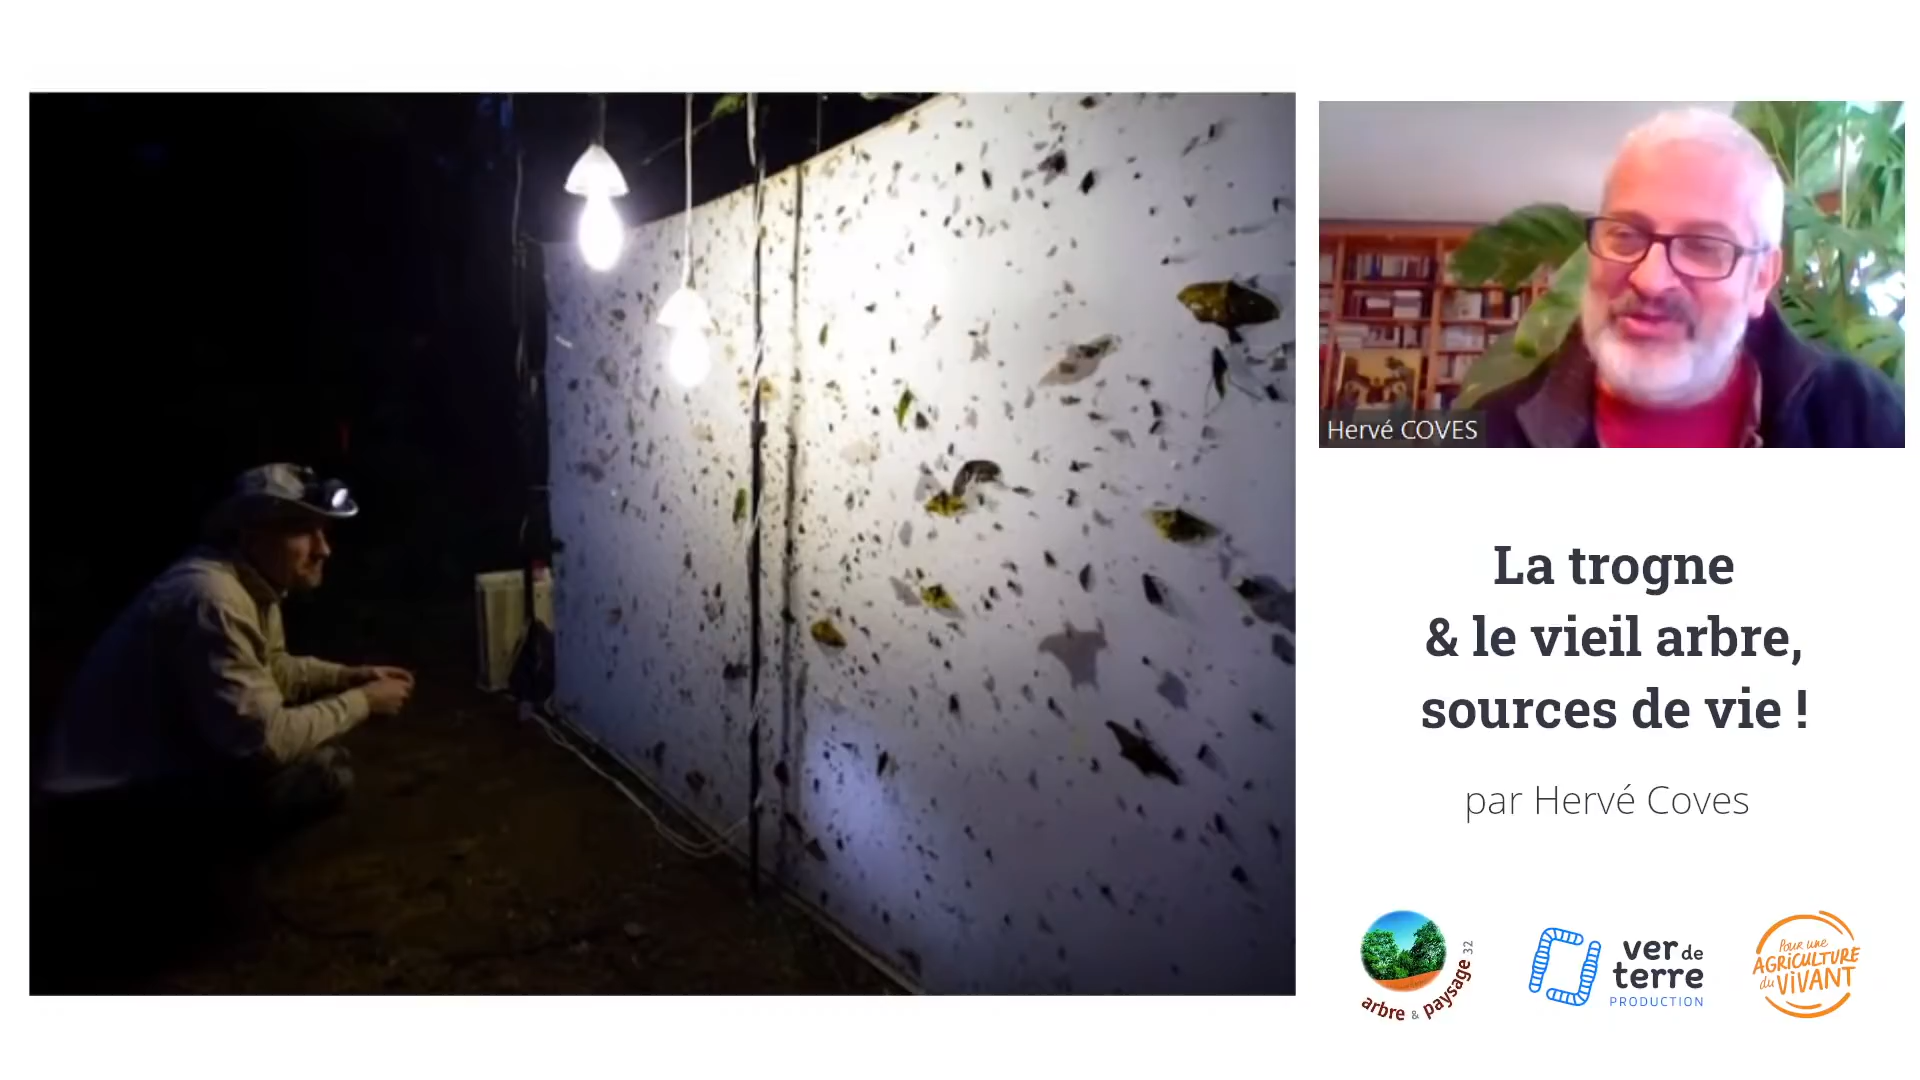 Hervé COVES
La trogne
& le vieil arbre,
sources de vie !
par Hervé Coves
arbre & paysage 32
ver de
terre
PRODUCTION
Pour une
AGRICULTURE
du VIVANT